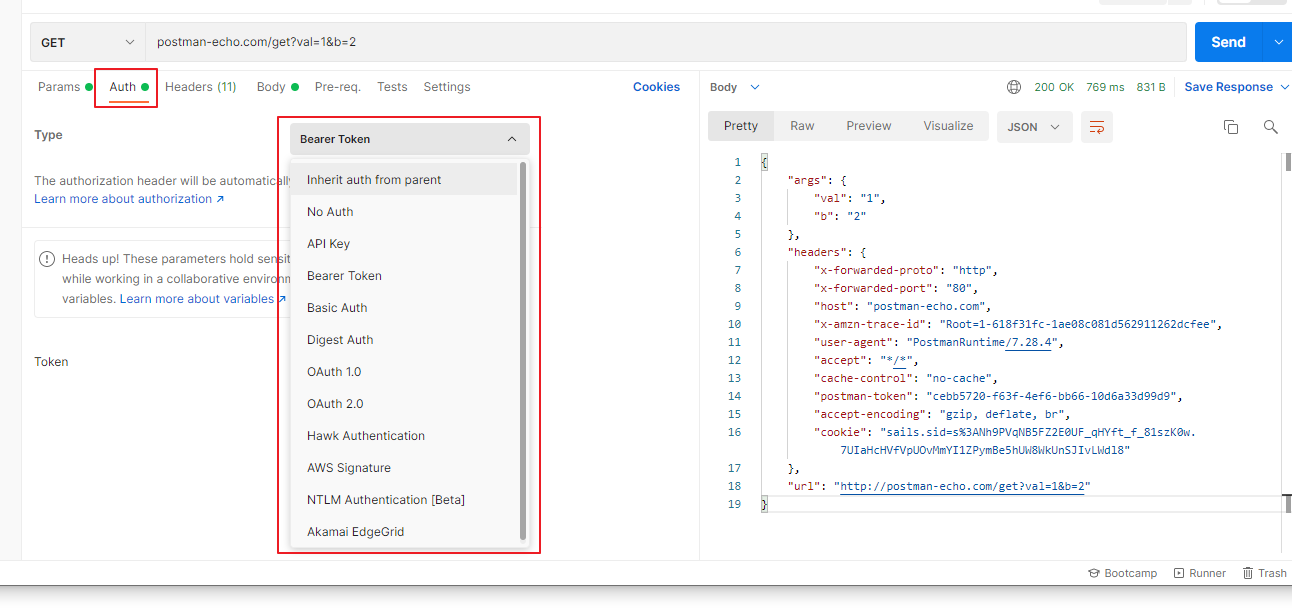 GET
postman-echo.com/get?val=1&b=2
Send
Params
Auth
Headers (11)
Body
Pre-req.
Tests
Settings
Cookies
Type
Bearer Token
The authorization header will be automatically
Learn more about authorization ↗
Heads up! These parameters hold sensit
while working in a collaborative environm
variables. Learn more about variables ↗
Token
Inherit auth from parent
No Auth
API Key
Bearer Token
Basic Auth
Digest Auth
OAuth 1.0
OAuth 2.0
Hawk Authentication
AWS Signature
NTLM Authentication [Beta]
Akamai EdgeGrid
Body
200 OK
769 ms
831 B
Save Response
Pretty
Raw
Preview
Visualize
JSON
1 {
2 "args": {
3 "val": "1",
4 "b": "2"
5 },
6 "headers": {
7 "x-forwarded-proto": "http",
8 "x-forwarded-port": "80",
9 "host": "postman-echo.com",
10 "x-amzn-trace-id": "Root=1-618f31fc-1ae08c081d562911262dcfee",
11 "user-agent": "PostmanRuntime/7.28.4",
12 "accept": "*/*",
13 "cache-control": "no-cache",
14 "postman-token": "cebb5720-f63f-4ef6-bb66-10d6a33d99d9",
15 "accept-encoding": "gzip, deflate, br",
16 "cookie": "sails.sid=s%3ANh9PVqNB5FZ2E0UF_qHYft_f_81szK0w.
7UIaHcHVfVpUOvMmYI1ZPymBe5hUW8WkUnSJIvLWdl8"
17 },
18 "url": "http://postman-echo.com/get?val=1&b=2"
19 }
Bootcamp
Runner
Trash